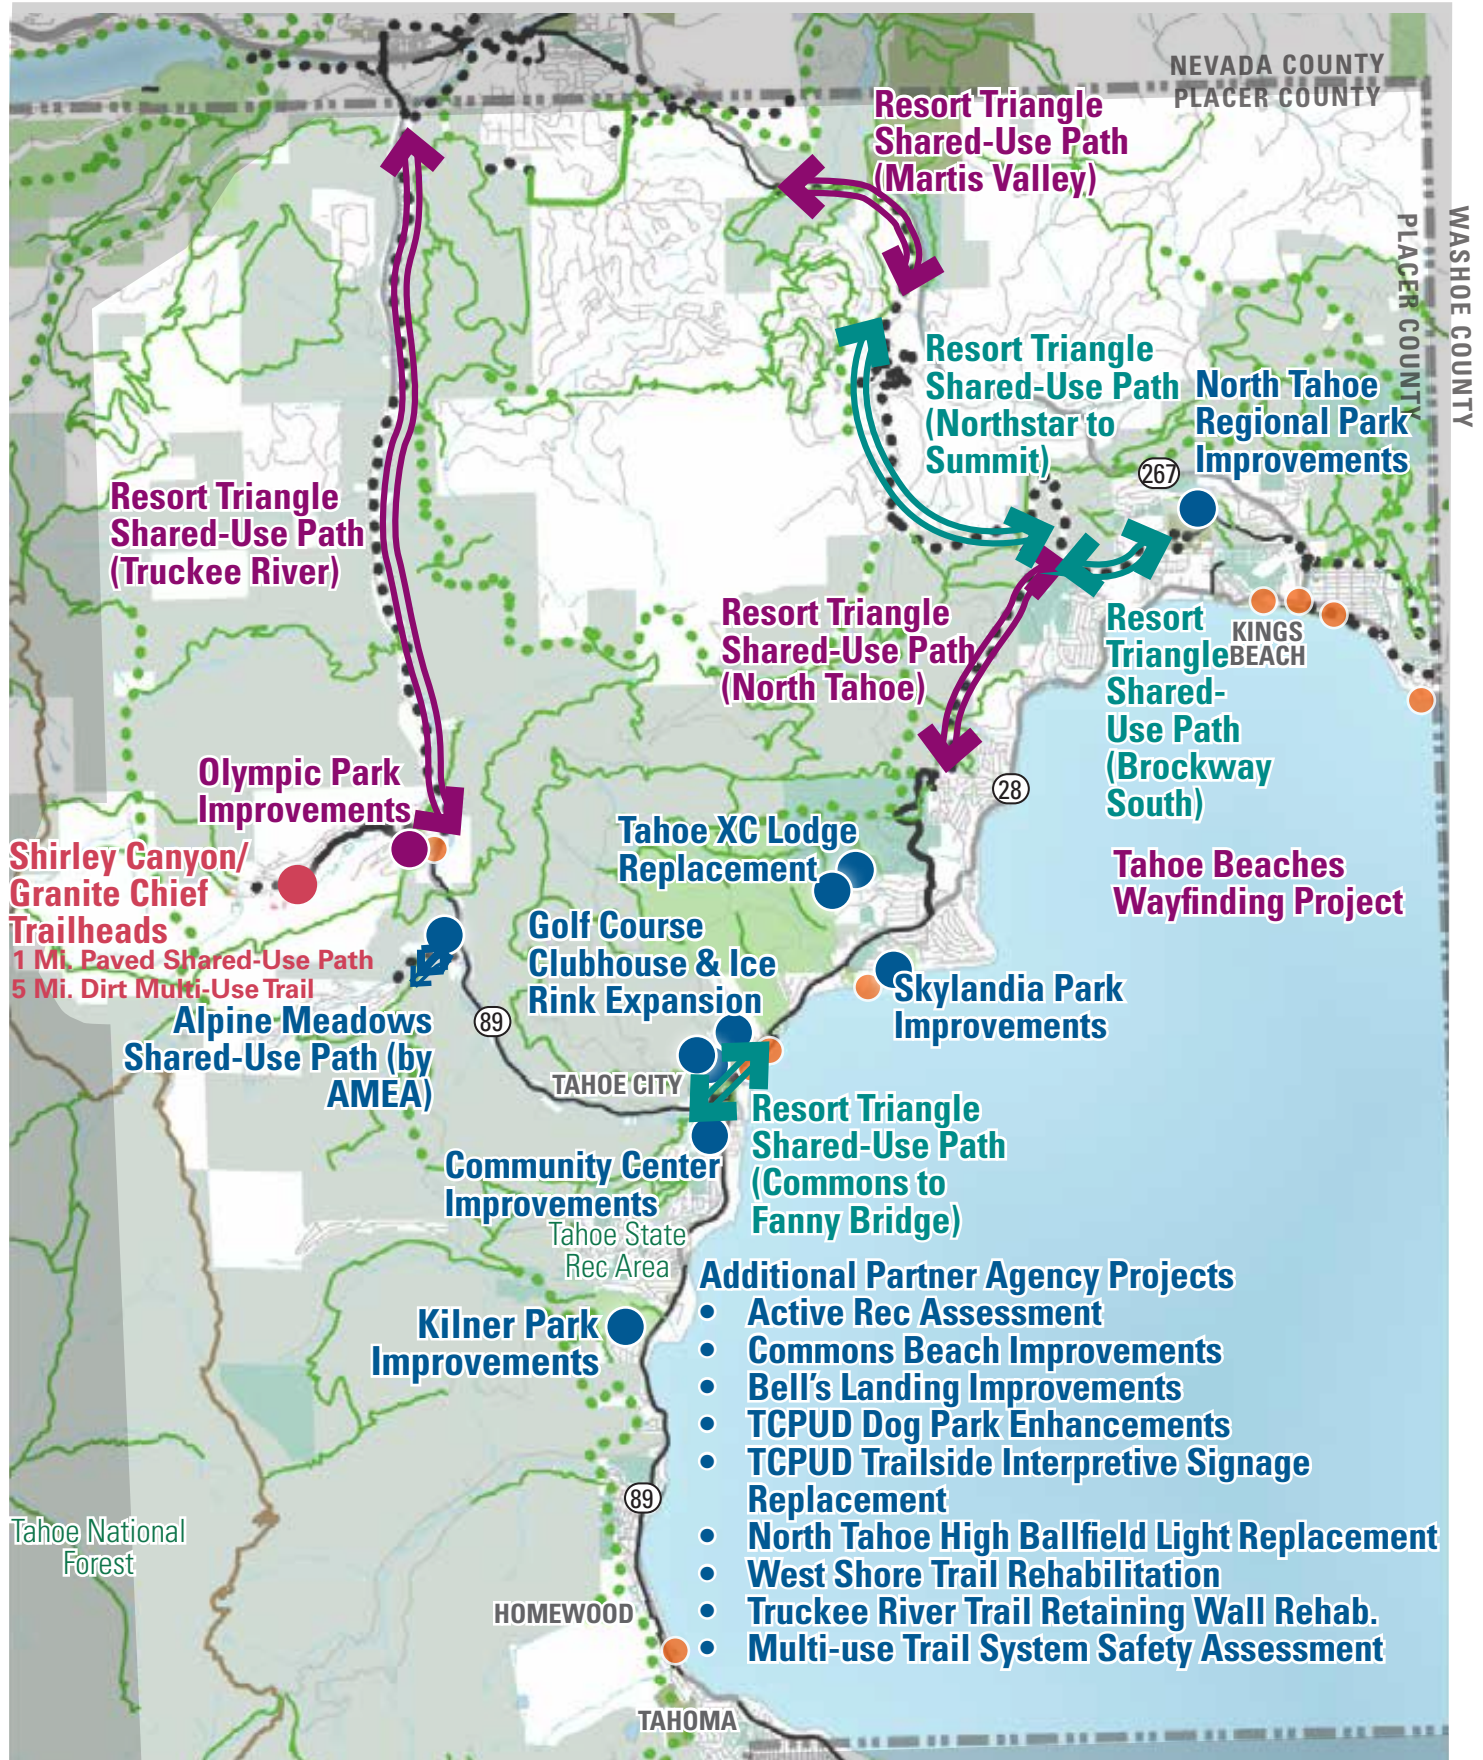 NEVADA COUNTY
PLACER COUNTY
Resort Triangle
Shared-Use Path
(Martis Valley)
PLACER COUNTY
WASHOE COUNTY
Resort Triangle
Shared-Use Path
(Northstar to
Summit)
North Tahoe
Regional Park
Improvements
267
Resort Triangle
Shared-Use Path
(Truckee River)
Resort Triangle
Shared-Use Path
(North Tahoe)
Resort
Triangle
Shared-
Use Path
(Brockway
South)
KINGS
BEACH
28
Olympic Park
Improvements
Tahoe XC Lodge
Replacement
Tahoe Beaches
Wayfinding Project
Shirley Canyon/
Granite Chief
Trailheads
1 Mi. Paved Shared-Use Path
5 Mi. Dirt Multi-Use Trail
Golf Course
Clubhouse & Ice
Rink Expansion
Skylandia Park
Improvements
Alpine Meadows
Shared-Use Path (by
AMEA)
89
TAHOE CITY
Resort Triangle
Shared-Use Path
(Commons to
Fanny Bridge)
Community Center
Improvements
Tahoe State
Rec Area
Kilner Park
Improvements
Additional Partner Agency Projects
• Active Rec Assessment
• Commons Beach Improvements
• Bell's Landing Improvements
• TCPUD Dog Park Enhancements
• TCPUD Trailside Interpretive Signage
Replacement
• North Tahoe High Ballfield Light Replacement
• West Shore Trail Rehabilitation
• Truckee River Trail Retaining Wall Rehab.
• Multi-use Trail System Safety Assessment
89
Tahoe National
Forest
HOMEWOOD
TAHOMA